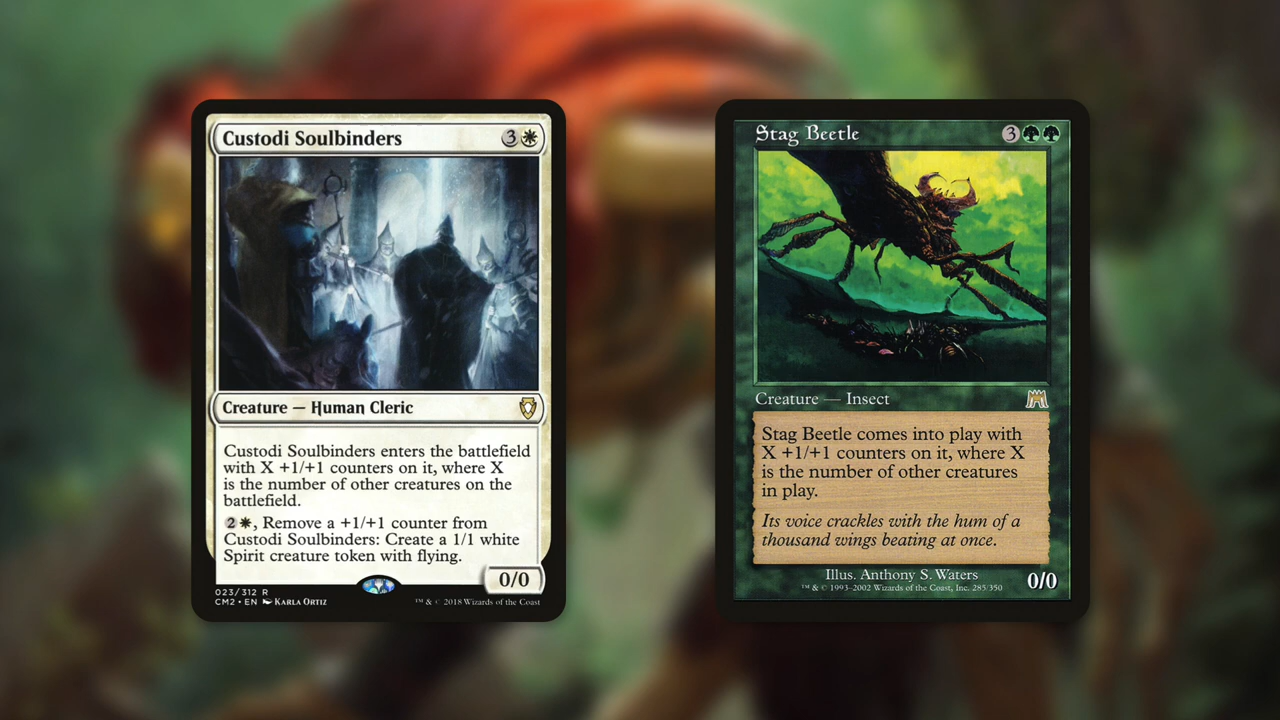 Custodi Soulbinders
3
Creature — Human Cleric
Custodi Soulbinders enters the battlefield
with X +1/+1 counters on it, where X
is the number of other creatures on the
battlefield.
2, Remove a +1/+1 counter from
Custodi Soulbinders: Create a 1/1 white
Spirit creature token with flying.
0/0
023/312 R
CM2 • EN Karla Ortiz
™ & © 2018 Wizards of the Coast
Stag Beetle
3
Creature — Insect
Stag Beetle comes into play with
X +1/+1 counters on it, where X
is the number of other creatures
in play.
Its voice crackles with the hum of a
thousand wings beating at once.
Illus. Anthony S. Waters
™ & © 1993–2002 Wizards of the Coast, Inc. 285/350
0/0